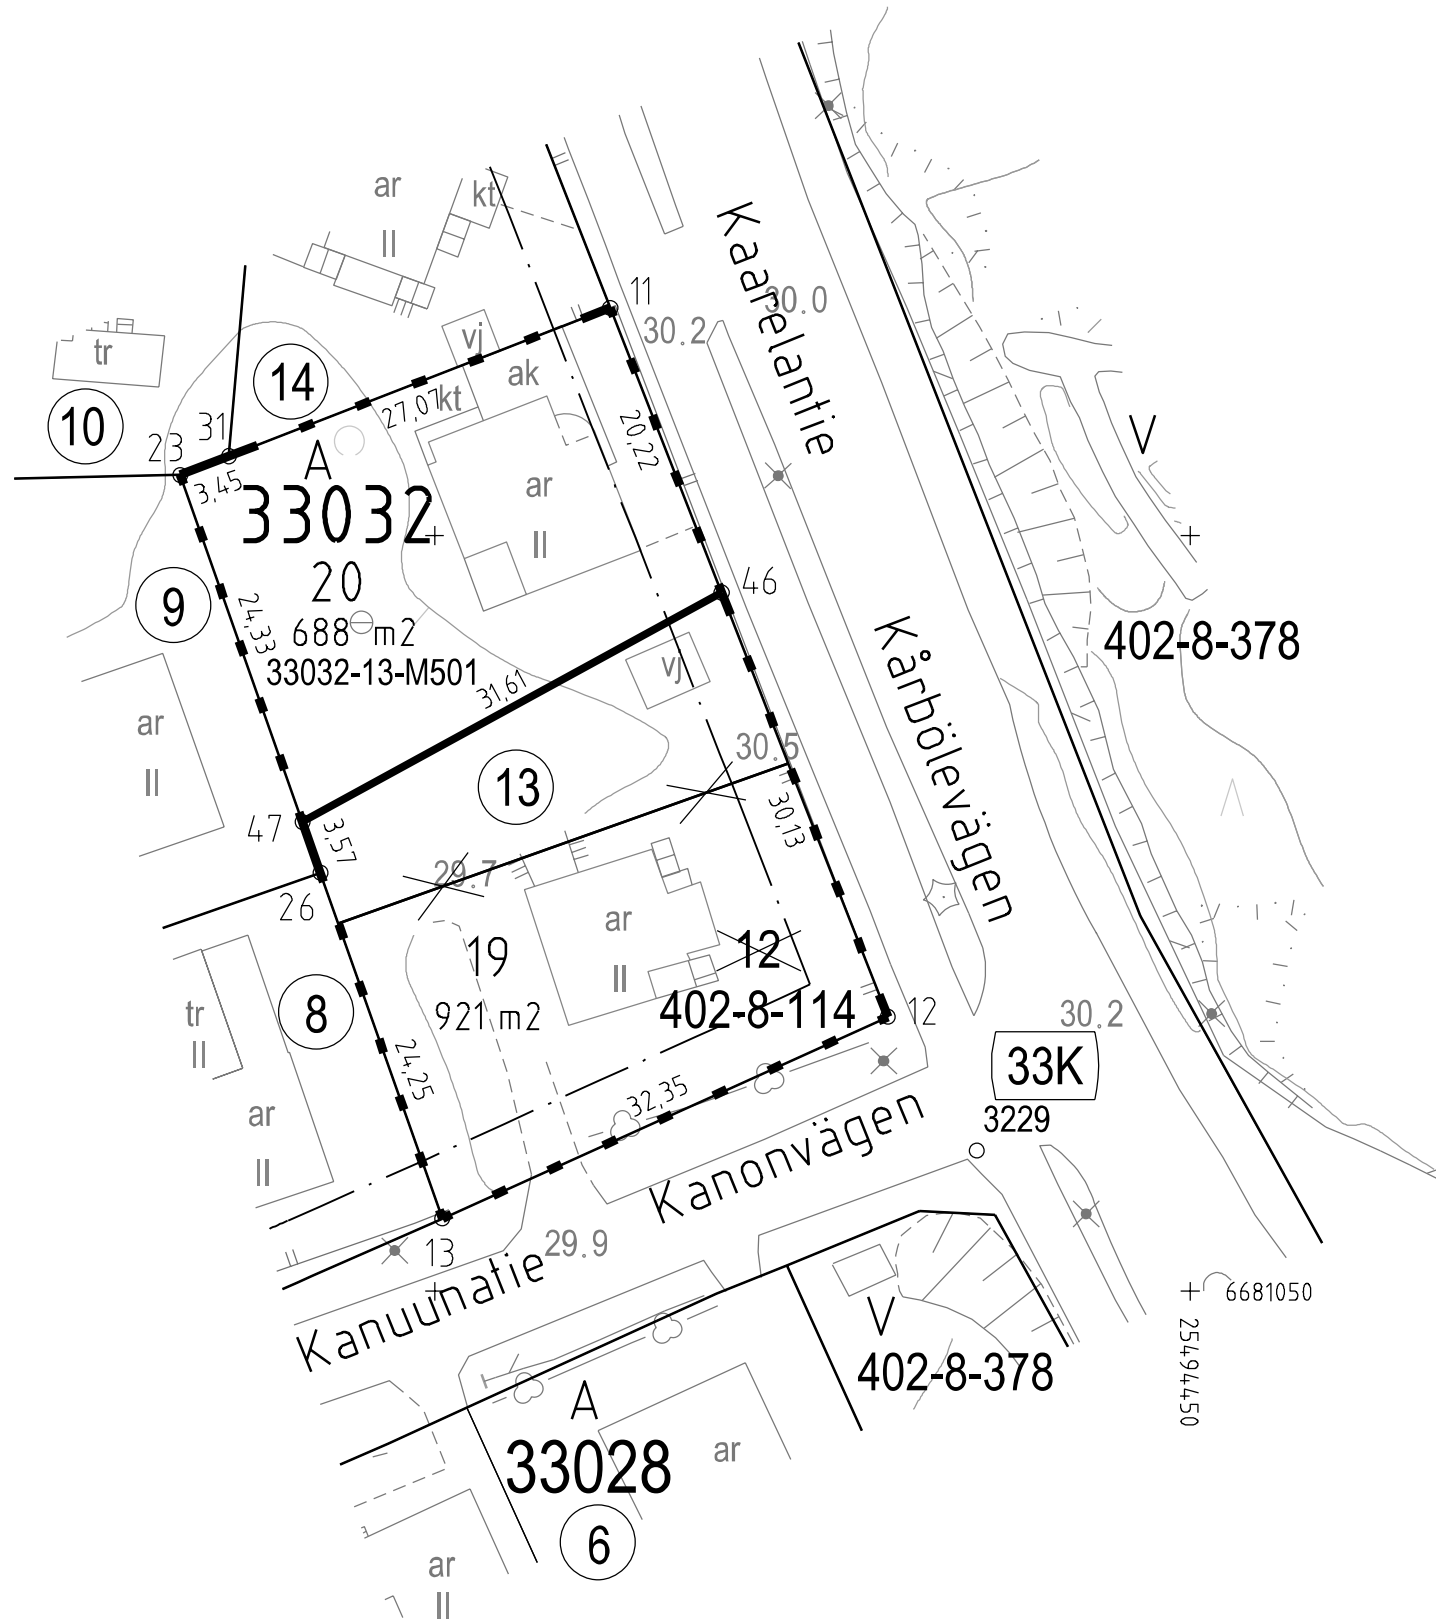 ar
kt
II
Kaarelantie
30.0
11
30.2
vj
tr
14
ak
27,07
kt
10
31
23
A
20,22
V
3,45
33032
ar
II
20
46
9
24,33
688 m2
402-8-378
33032-13-M501
vj
31,61
Kårbölevägen
ar
II
30.5
13
30,13
47
3,57
29.7
26
ar
II
19
12
8
tr
II
921 m2
402-8-114
12
30.2
33K
24,25
32,35
3229
ar
II
Kanonvägen
13
29.9
Kanuunatie
6681050
25494450
V
402-8-378
A
33028
ar
6
ar
II